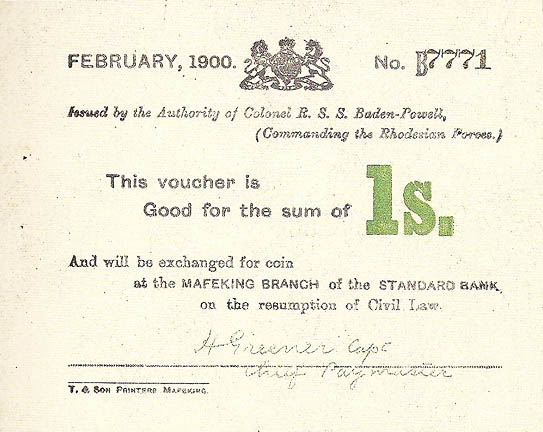 FEBRUARY, 1900. No. B7771
Issued by the Authority of Colonel R. S. S. Baden-Powell,
(Commanding the Rhodesian Forces.)
This voucher is
Good for the sum of 1s.
And will be exchanged for coin
at the MAFEKING BRANCH of the STANDARD BANK,
on the resumption of Civil Law.
H Greener Capt
Chief Paymaster
T. & SON PRINTERS MAFEKING.